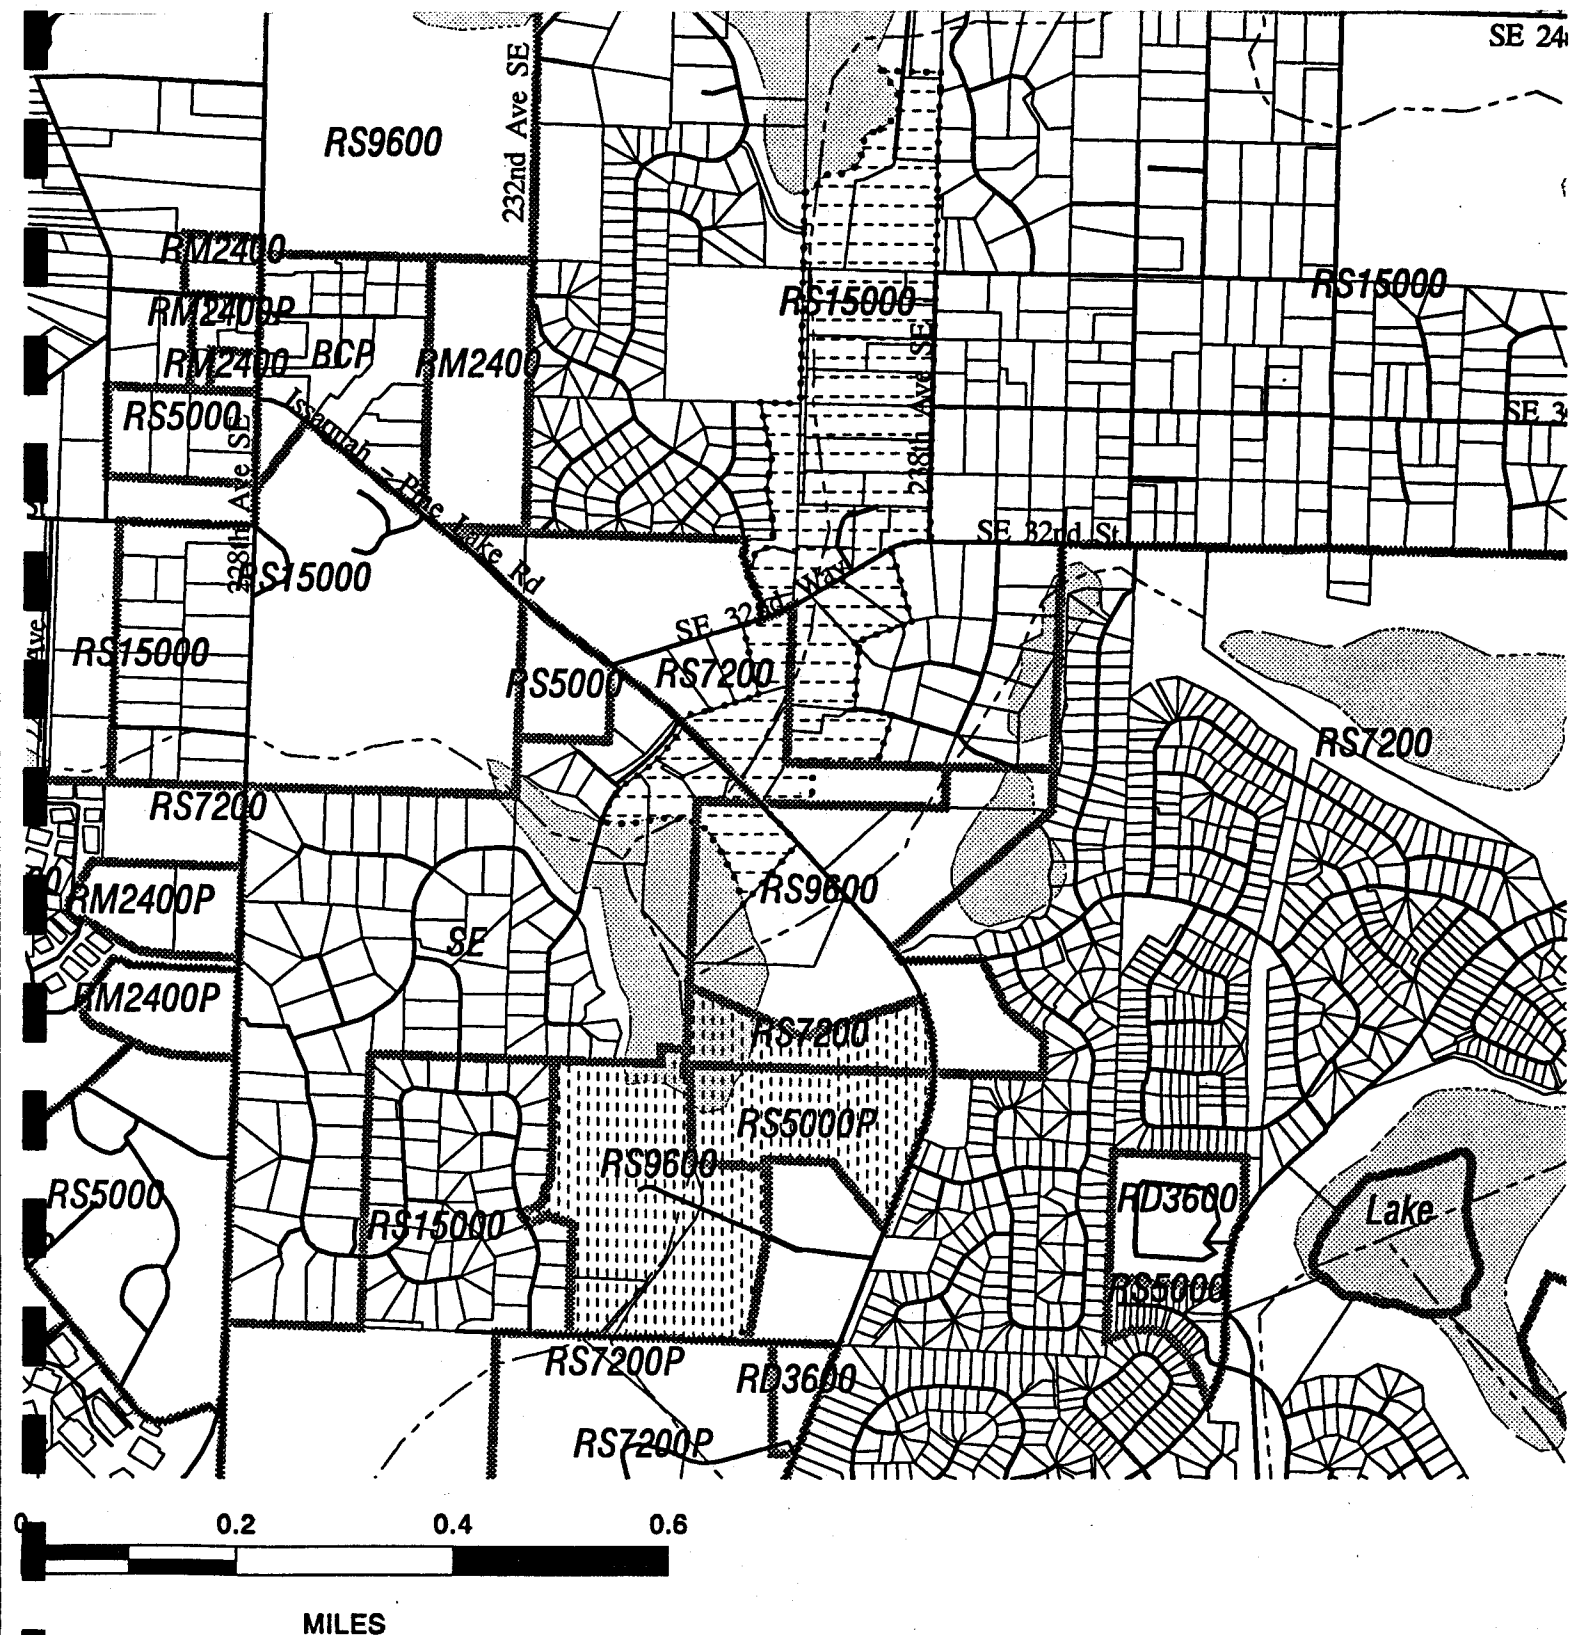 SE 24
232nd Ave SE
RS9600
RM2400
RM2400P
RS15000
RS15000
RM2400
BCP
RM2400
RS5000
238th Ave SE
SE 3
228th Ave SE
Issaquah - Pine Lake Rd
SE 32nd St
RS15000
SE 32nd Way
Ave
RS15000
RS5000
RS7200
RS7200
RS7200
RM2400P
RS9600
SE
RM2400P
RS7200
RS5000P
RS9600
RS5000
RS15000
RD3600
Lake
RS5000
RS7200P
RD3600
RS7200P
0 0.2 0.4 0.6
MILES